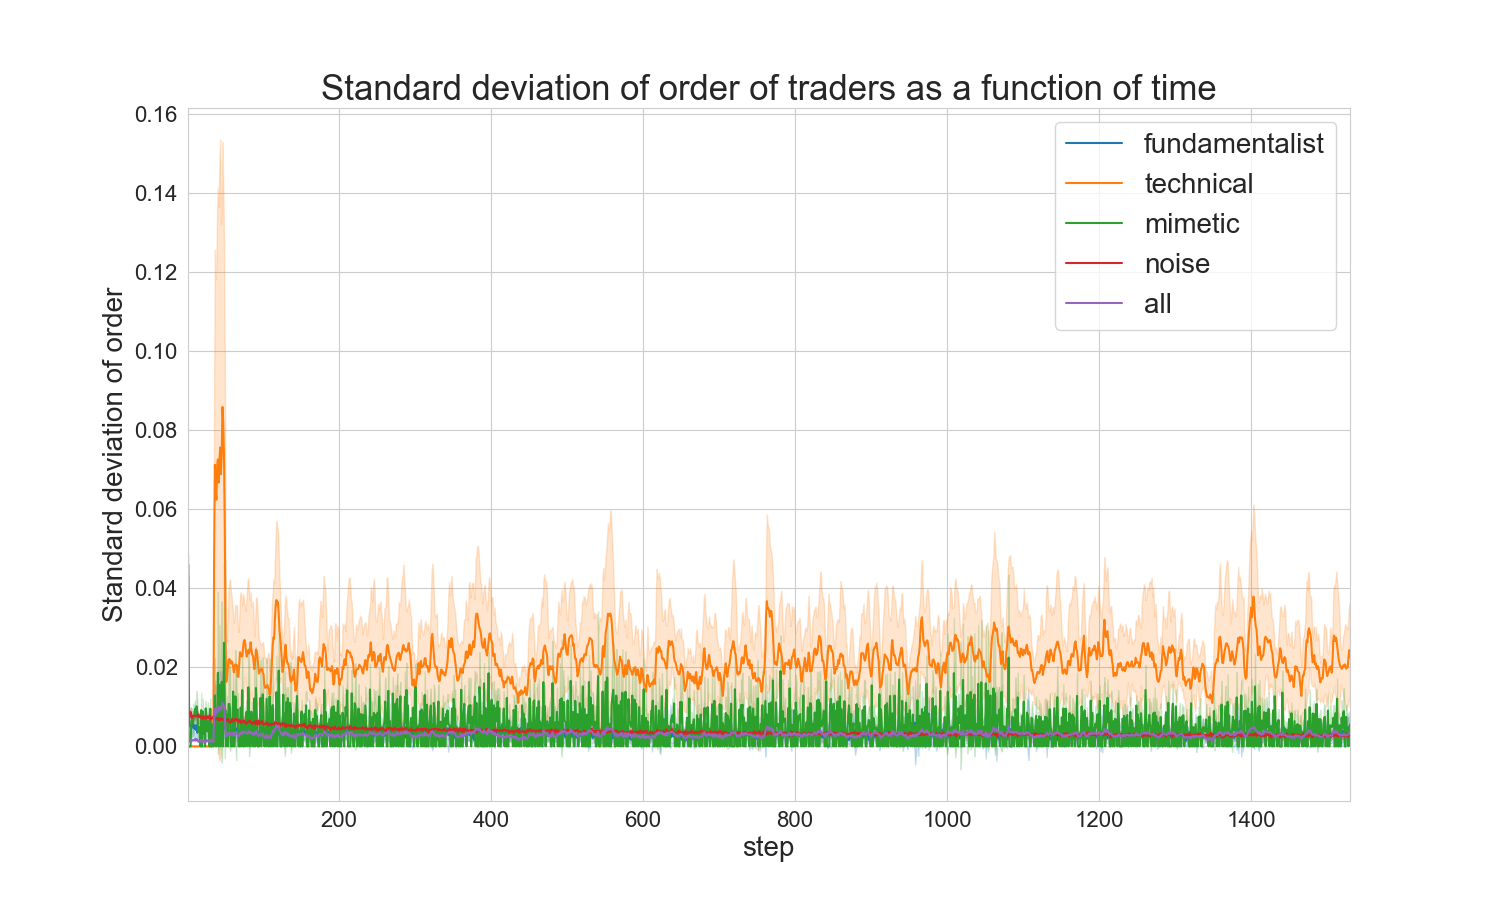 Standard deviation of order of traders as a function of time
0.16
0.14
0.12
0.10
0.08
0.06
0.04
0.02
0.00
Standard deviation of order
fundamentalist
technical
mimetic
noise
all
200 400 600 800 1000 1200 1400
step